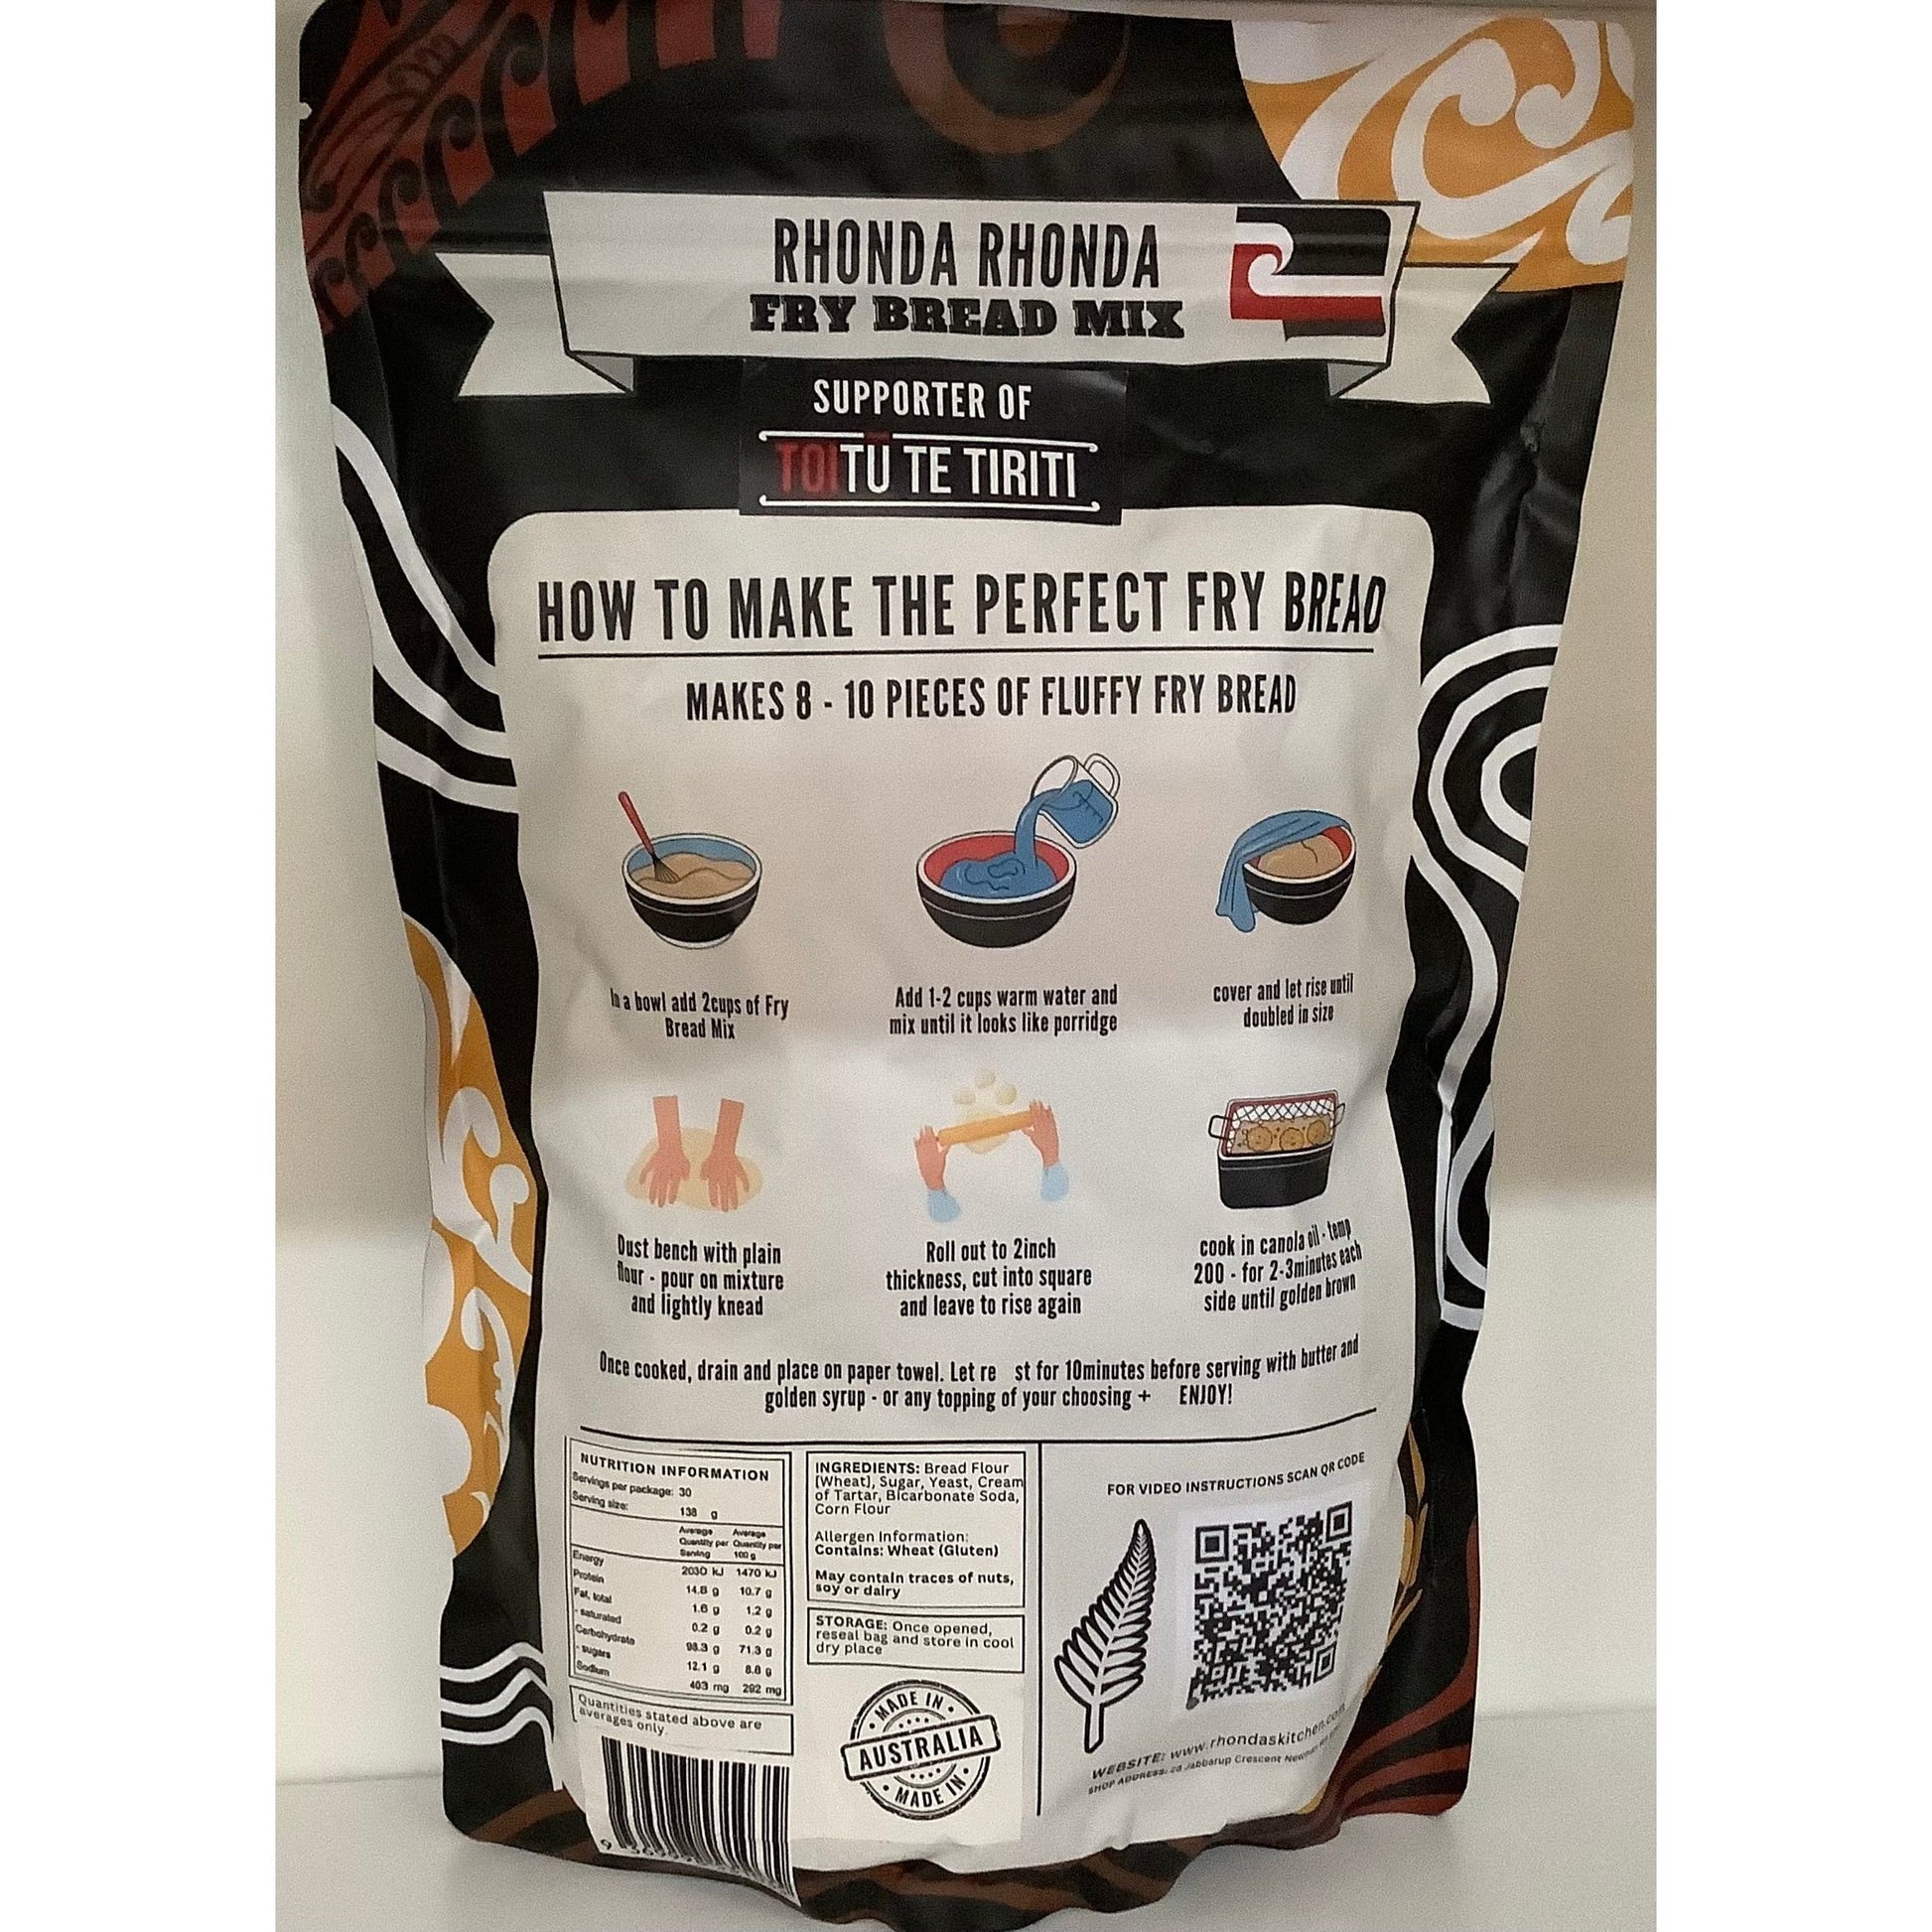 RHONDA RHONDA
FRY BREAD MIX
SUPPORTER OF
TOITŪ TE TIRITI
HOW TO MAKE THE PERFECT FRY BREAD
MAKES 8 - 10 PIECES OF FLUFFY FRY BREAD
In a bowl add 2cups of Fry
Bread Mix
Add 1-2 cups warm water and
mix until it looks like porridge
cover and let rise until
doubled in size
Dust bench with plain
flour - pour on mixture
and lightly knead
Roll out to 2inch
thickness, cut into square
and leave to rise again
cook in canola oil - temp
200 - for 2-3minutes each
side until golden brown
Once cooked, drain and place on paper towel. Let re st for 10minutes before serving with butter and
golden syrup - or any topping of your choosing + ENJOY!
NUTRITION INFORMATION
Servings per package: 30
Serving size: 138 g
Average Average
Quantity per Quantity per
Serving 100 g
Energy 2030 kJ 1470 kJ
Protein 14.8 g 10.7 g
Fat, total 1.6 g 1.2 g
- saturated 0.2 g 0.2 g
Carbohydrate 98.3 g 71.3 g
- sugars 12.1 g 8.8 g
Sodium 403 mg 292 mg
Quantities stated above are
averages only.
INGREDIENTS: Bread Flour
[Wheat], Sugar, Yeast, Cream
of Tartar, Bicarbonate Soda,
Corn Flour
Allergen Information:
Contains: Wheat (Gluten)
May contain traces of nuts,
soy or dairy
STORAGE: Once opened,
reseal bag and store in cool
dry place
MADE IN
AUSTRALIA
MADE IN
FOR VIDEO INSTRUCTIONS SCAN QR CODE
WEBSITE: www.rhondaskitchen.com
SHOP ADDRESS: Jabbarup Crescent